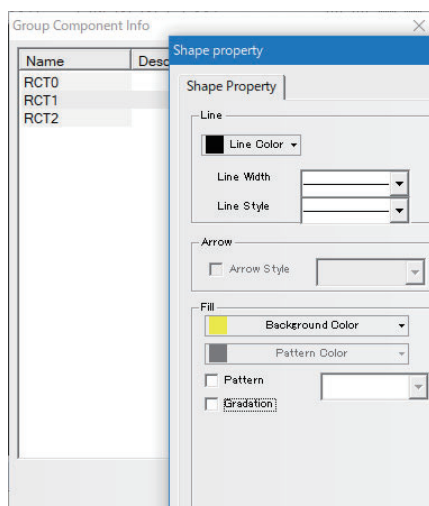 Group Component Info
Shape property
Name
Desc
RCT0
RCT1
RCT2
Shape Property
Line
Line Color
Line Width
Line Style
Arrow
Arrow Style
Fill
Background Color
Pattern Color
Pattern
Gradation